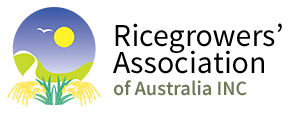 Ricegrowers’
Association
of Australia INC